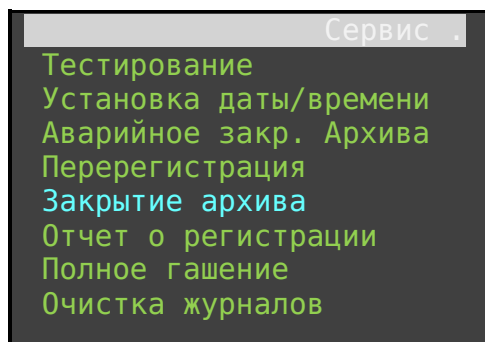 Сервис .
Тестирование
Установка даты/времени
Аварийное закр. Архива
Перерегистрация
Закрытие архива
Отчет о регистрации
Полное гашение
Очистка журналов